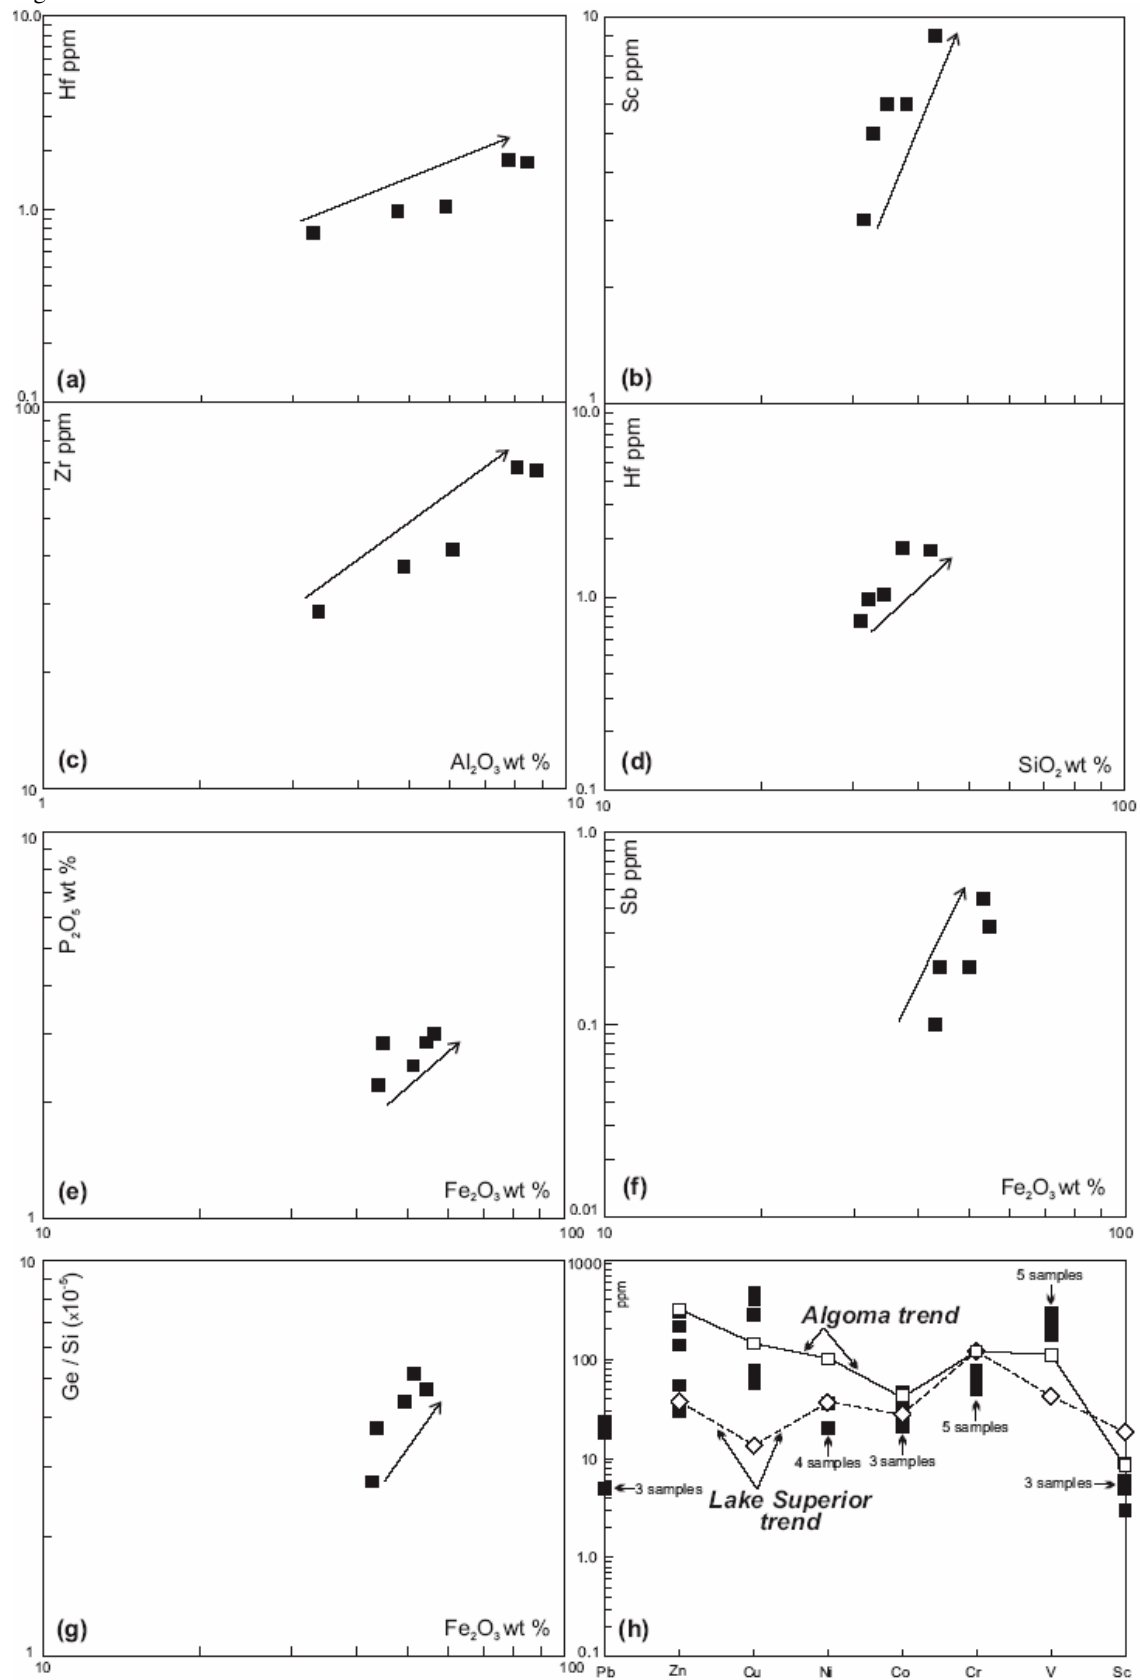 10.0
Hf ppm
1.0
(a)
0.1
10
Sc ppm
(b)
1
100
Zr ppm
(c)
Al₂O₃ wt %
10
1
10
10.0
Hf ppm
1.0
(d)
SiO₂ wt %
0.1
10
100
10
P₂O₅ wt %
(e)
Fe₂O₃ wt %
1
10
100
1.0
Sb ppm
0.1
(f)
Fe₂O₃ wt %
0.01
10
100
10
Ge / Si (x10⁻⁵)
(g)
Fe₂O₃ wt %
1
10
100
1000
ppm
5 samples
Algoma trend
100
5 samples
4 samples
3 samples
10
3 samples
3 samples
Lake Superior
trend
1.0
(h)
0.1
Pb
Zn
Cu
Ni
Co
Cr
V
Sc